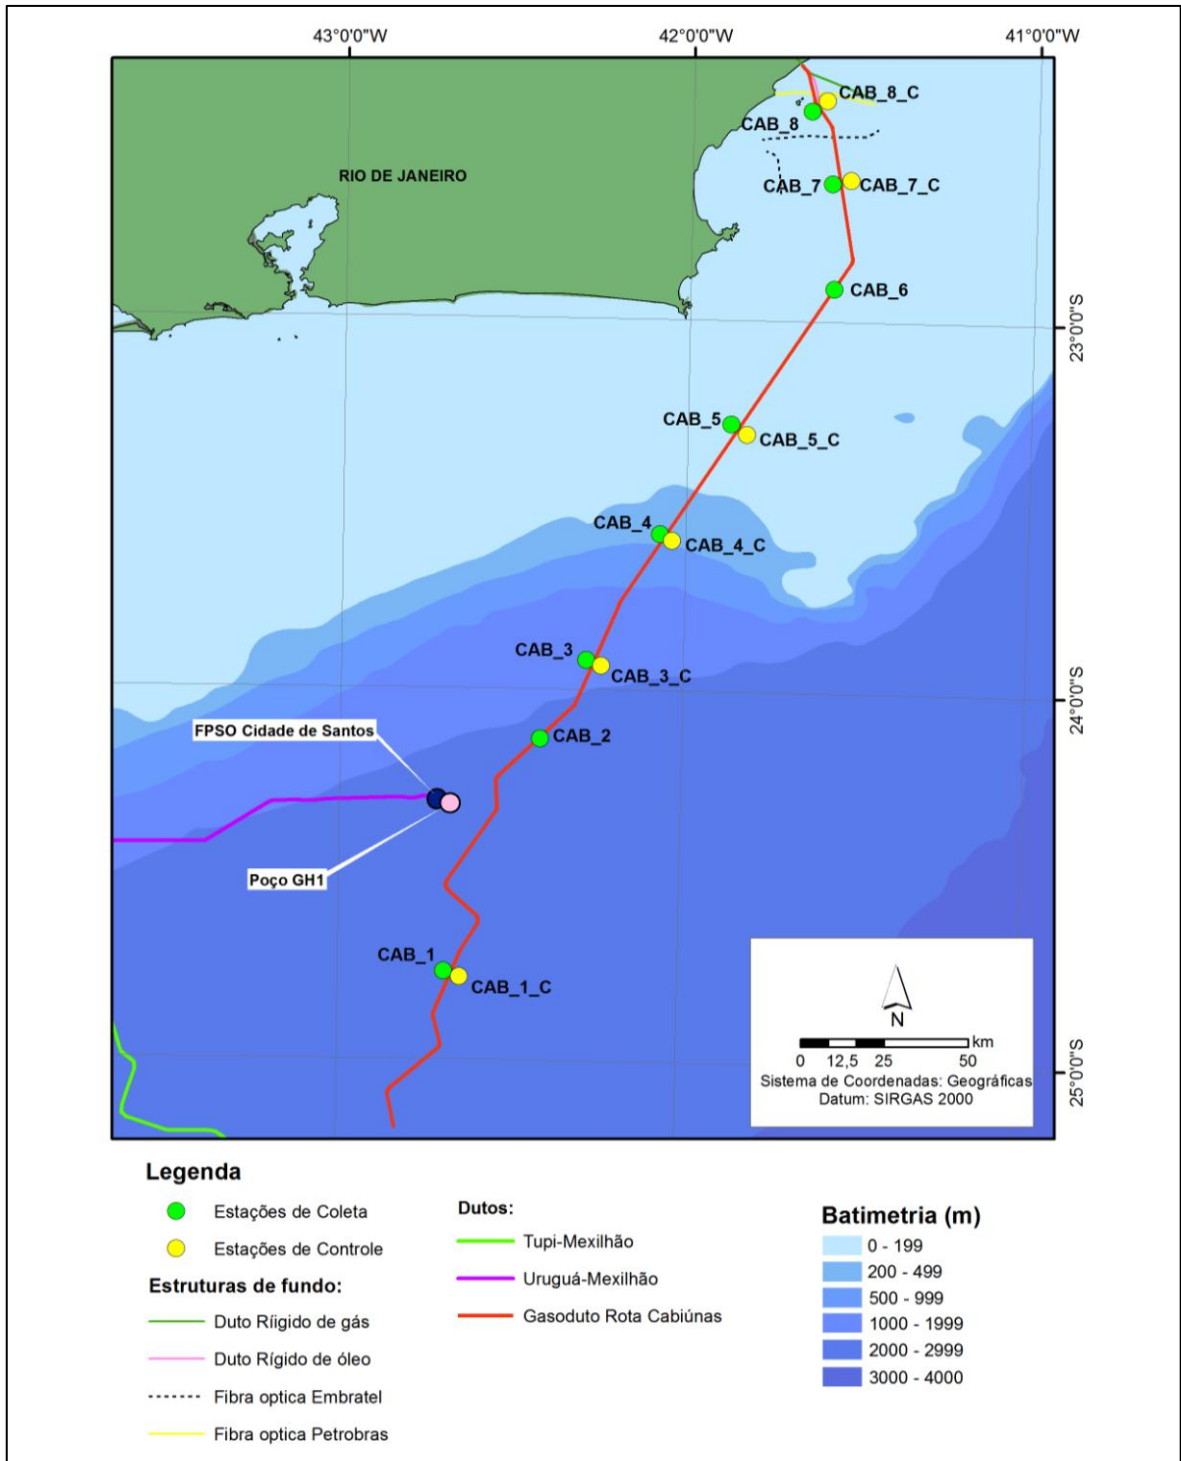 43°0'0"W
42°0'0"W
41°0'0"W
CAB_8_C
CAB_8
RIO DE JANEIRO
CAB_7
CAB_7_C
CAB_6
23°0'0"S
CAB_5
CAB_5_C
CAB_4
CAB_4_C
CAB_3
CAB_3_C
24°0'0"S
FPSO Cidade de Santos
CAB_2
Poço GH1
CAB_1
CAB_1_C
N
km
0 12,5 25 50
Sistema de Coordenadas: Geográficas
Datum: SIRGAS 2000
25°0'0"S
Legenda
Estações de Coleta
Estações de Controle
Estruturas de fundo:
Duto Ríigido de gás
Duto Rígido de óleo
Fibra optica Embratel
Fibra optica Petrobras
Dutos:
Tupi-Mexilhão
Uruguá-Mexilhão
Gasoduto Rota Cabiúnas
Batimetria (m)
0 - 199
200 - 499
500 - 999
1000 - 1999
2000 - 2999
3000 - 4000